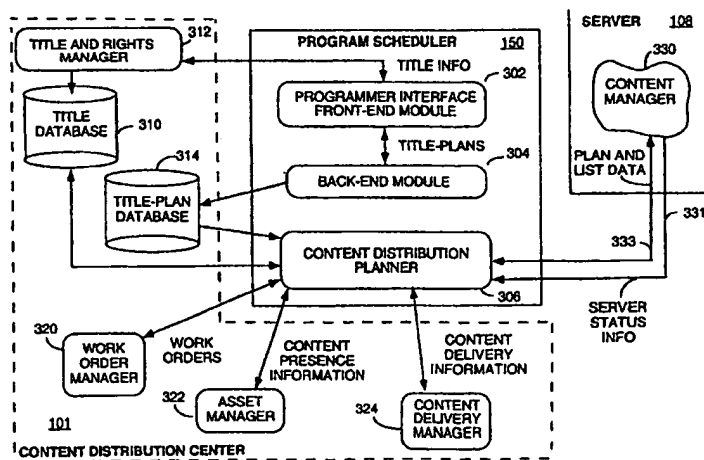 312
TITLE AND RIGHTS
MANAGER
PROGRAM SCHEDULER
150
TITLE INFO
302
PROGRAMMER INTERFACE
FRONT-END MODULE
TITLE
DATABASE
310
TITLE-PLANS
304
BACK-END MODULE
314
TITLE-PLAN
DATABASE
CONTENT DISTRIBUTION
PLANNER
306
SERVER
108
330
CONTENT
MANAGER
PLAN AND
LIST DATA
331
333
SERVER
STATUS
INFO
320
WORK
ORDER
MANAGER
WORK
ORDERS
CONTENT
PRESENCE
INFORMATION
CONTENT
DELIVERY
INFORMATION
322
ASSET
MANAGER
324
CONTENT
DELIVERY
MANAGER
101
CONTENT DISTRIBUTION CENTER